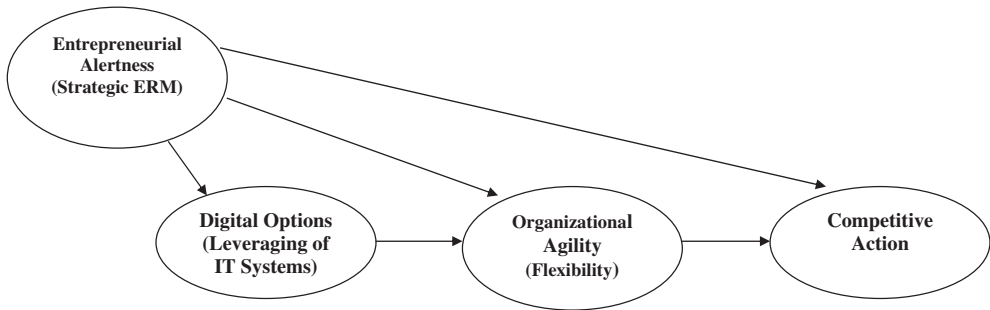 Entrepreneurial
Alertness
(Strategic ERM)
Digital Options
(Leveraging of
IT Systems)
Organizational
Agility
(Flexibility)
Competitive
Action